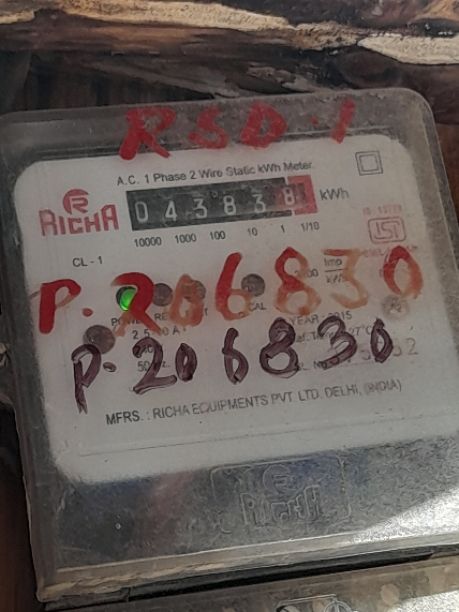 RSD-1
A.C. 1 Phase 2 Wire Static kWh Meter.
RICHA
043838 kWh
10000 1000 100 10 1 1/10
CL - 1
P. 206830
YEAR : 2015
P. 206830
MFRS. : RICHA EQUIPMENTS PVT. LTD. DELHI, (INDIA)
RICHA